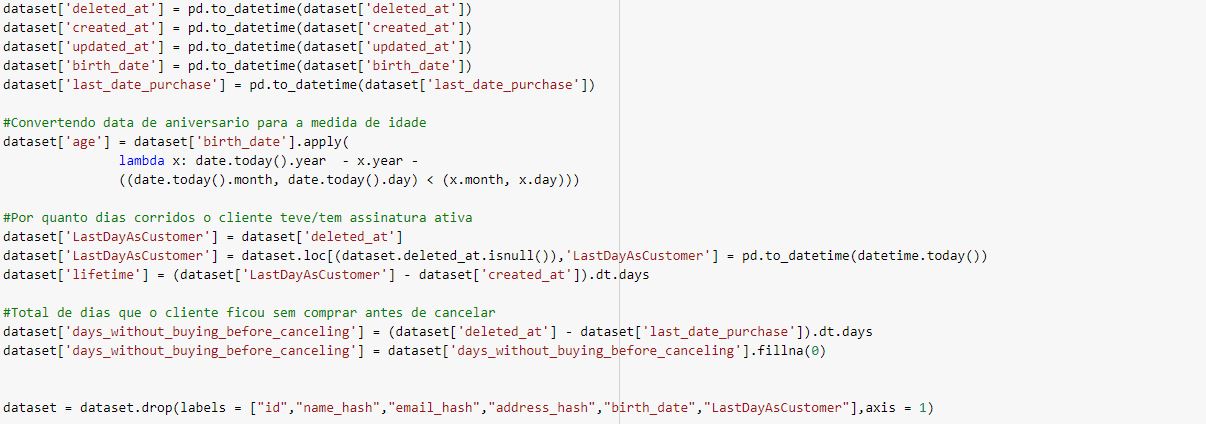 dataset['deleted_at'] = pd.to_datetime(dataset['deleted_at'])
dataset['created_at'] = pd.to_datetime(dataset['created_at'])
dataset['updated_at'] = pd.to_datetime(dataset['updated_at'])
dataset['birth_date'] = pd.to_datetime(dataset['birth_date'])
dataset['last_date_purchase'] = pd.to_datetime(dataset['last_date_purchase'])
#Convertendo data de aniversario para a medida de idade
dataset['age'] = dataset['birth_date'].apply(
lambda x: date.today().year  - x.year -
((date.today().month, date.today().day) < (x.month, x.day)))
#Por quanto dias corridos o cliente teve/tem assinatura ativa
dataset['LastDayAsCustomer'] = dataset['deleted_at']
dataset['LastDayAsCustomer'] = dataset.loc[(dataset.deleted_at.isnull()),'LastDayAsCustomer'] = pd.to_datetime(datetime.today())
dataset['lifetime'] = (dataset['LastDayAsCustomer'] - dataset['created_at']).dt.days
#Total de dias que o cliente ficou sem comprar antes de cancelar
dataset['days_without_buying_before_canceling'] = (dataset['deleted_at'] - dataset['last_date_purchase']).dt.days
dataset['days_without_buying_before_canceling'] = dataset['days_without_buying_before_canceling'].fillna(0)
dataset = dataset.drop(labels = ["id","name_hash","email_hash","address_hash","birth_date","LastDayAsCustomer"],axis = 1)